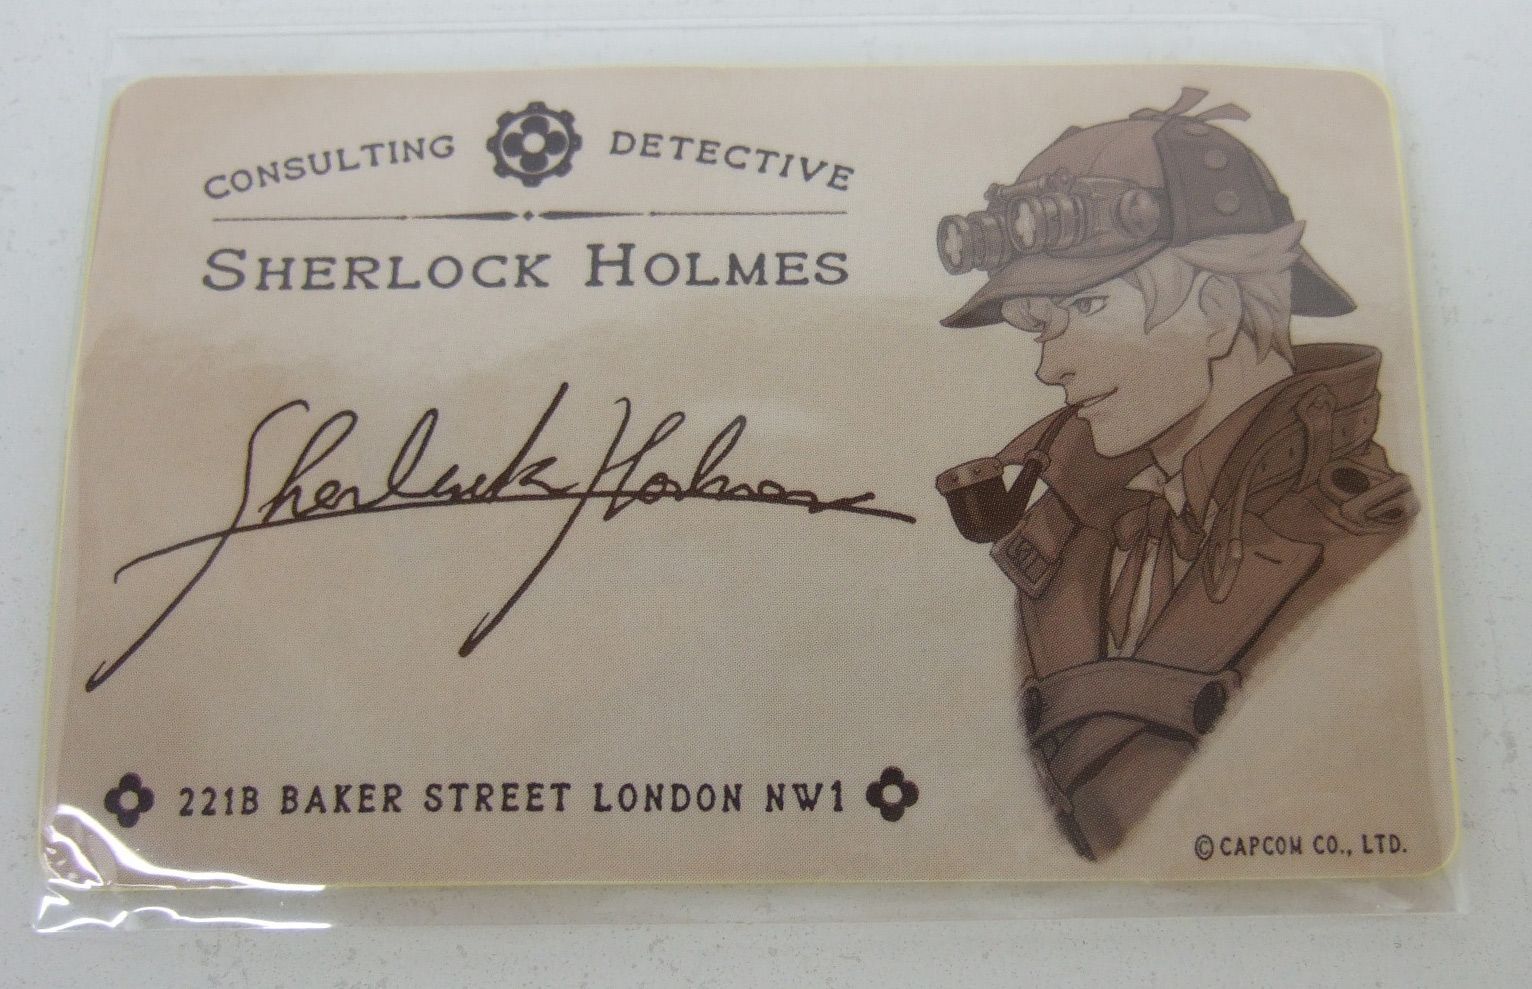 CONSULTING DETECTIVE
SHERLOCK HOLMES
Sherlock Holmes
221B BAKER STREET LONDON NW1
© CAPCOM CO., LTD.